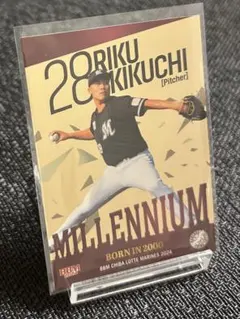 28 RIKU
KIKUCHI
[Pitcher]
M
MILLENNIUM
BORN IN 2000
BBM CHIBA LOTTE MARINES 2024